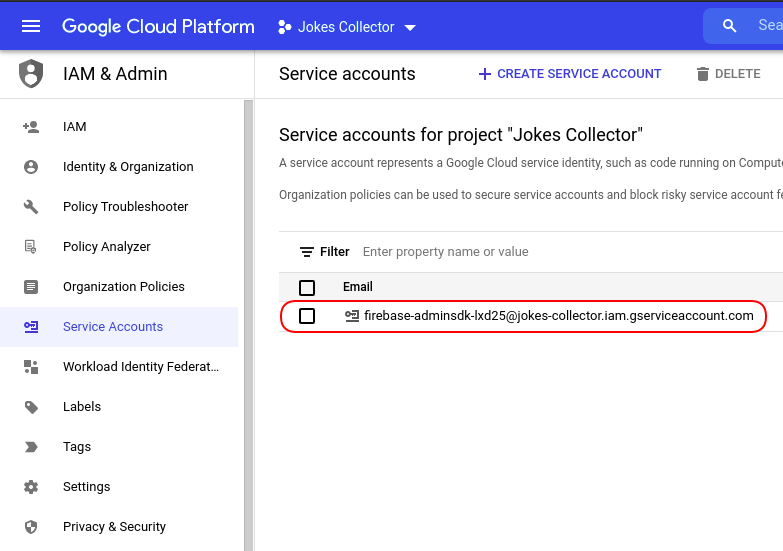 Google Cloud Platform
Jokes Collector
IAM & Admin
Service accounts
CREATE SERVICE ACCOUNT
DELETE
IAM
Identity & Organization
Policy Troubleshooter
Policy Analyzer
Organization Policies
Service Accounts
Workload Identity Federat...
Labels
Tags
Settings
Privacy & Security
Service accounts for project "Jokes Collector"
A service account represents a Google Cloud service identity, such as code running on
Organization policies can be used to secure service accounts and block risky service account
Filter Enter property name or value
Email
firebase-adminsdk-lxd25@jokes-collector.iam.gserviceaccount.com